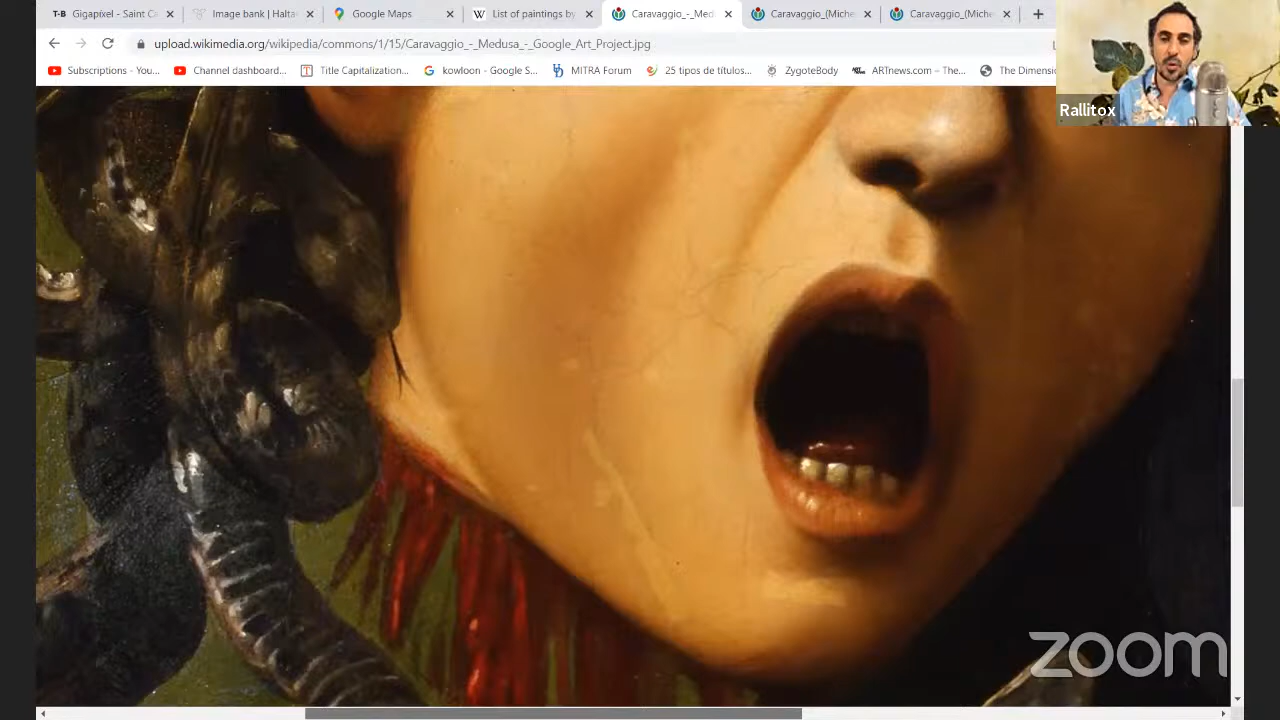 T-B Gigapíxel - Saint Ca
Image bank | Halta
Google Maps
W List of paintings by
Caravaggio_-_Med
Caravaggio_(Miche
Caravaggio_(Miche
upload.wikimedia.org/wikipedia/commons/1/15/Caravaggio_-_Medusa_-_Google_Art_Project.jpg
Subscriptions - You...
Channel dashboard...
T Title Capitalization...
G kowloon - Google S...
MITRA Forum
25 tipos de títulos...
ZygoteBody
ARTnews.com – The...
The Dimensio
Rallitox
zoom